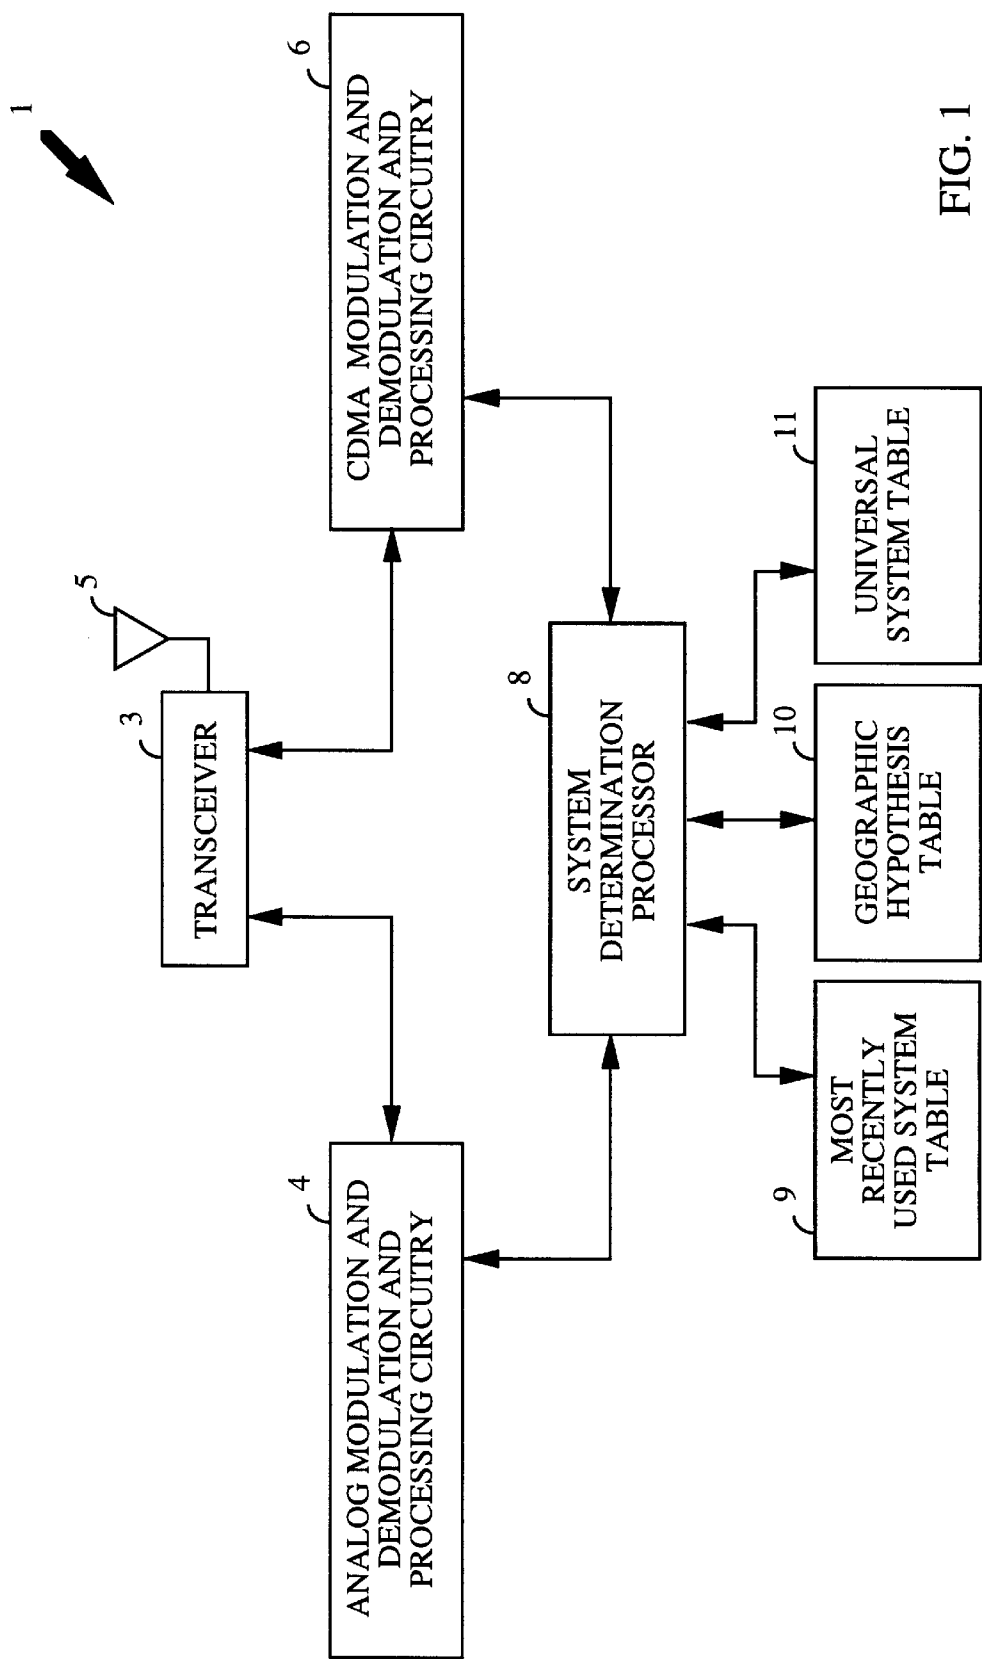 1
5
3
TRANSCEIVER
4
ANALOG MODULATION AND
DEMODULATION AND
PROCESSING CIRCUITRY
6
CDMA MODULATION AND
DEMODULATION AND
PROCESSING CIRCUITRY
8
SYSTEM
DETERMINATION
PROCESSOR
9
MOST
RECENTLY
USED SYSTEM
TABLE
10
GEOGRAPHIC
HYPOTHESIS
TABLE
11
UNIVERSAL
SYSTEM TABLE
FIG. 1